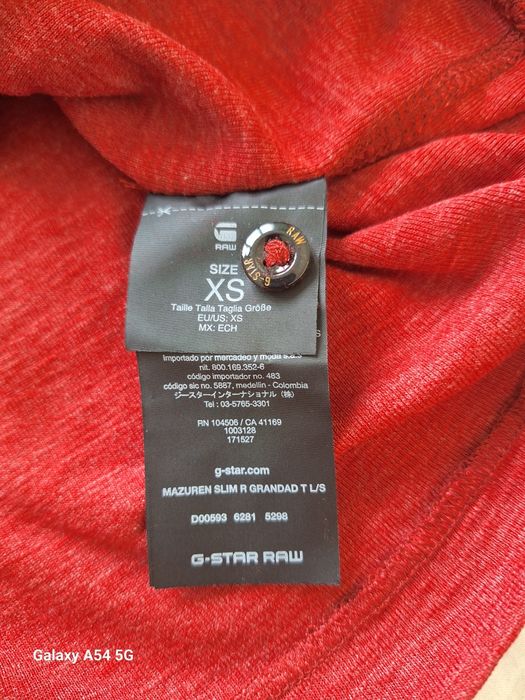 RAW
SIZE
XS
Taille Talla Taglia Größe
EU/US: XS
MX: ECH
G-STAR RAW
importado por mercadeo y moda s.a.s
nit. 800.169.352-6
código importador no. 483
código sic no. 5887, medellin - Colombia
ジースターインターナショナル（株）
Tel : 03-5765-3301
RN 104506 / CA 41169
1003128
171527
g-star.com
MAZUREN SLIM R GRANDAD T L/S
D00593 6281 5298
G-STAR RAW
Galaxy A54 5G